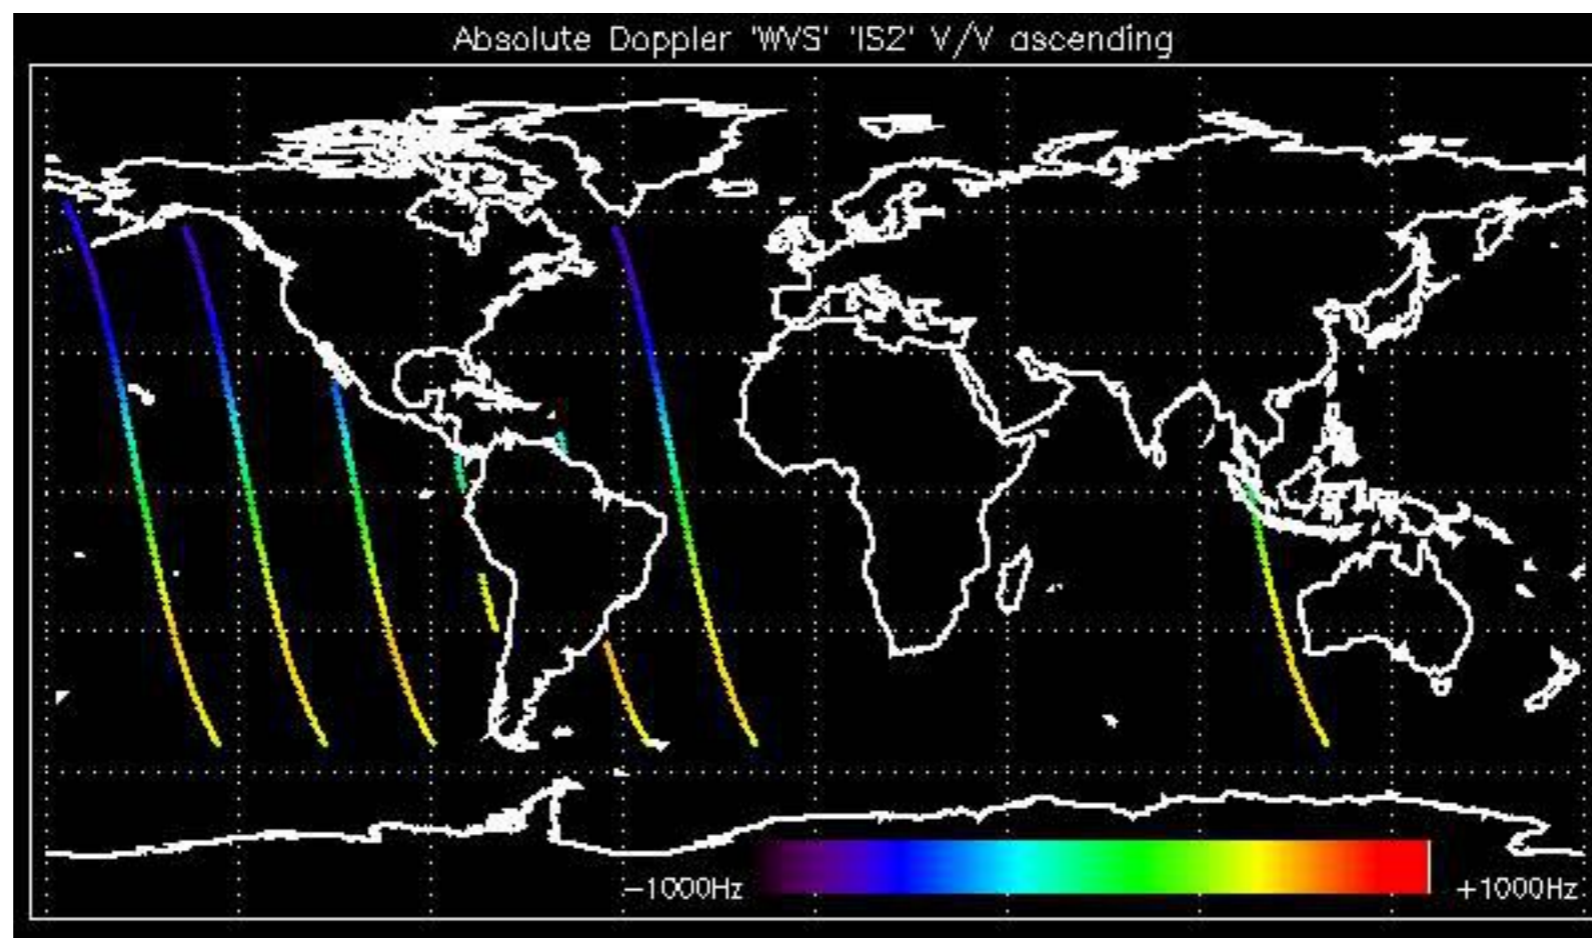 Absolute Doppler 'WVS' 'IS2' V/V ascending
−1000Hz +1000Hz